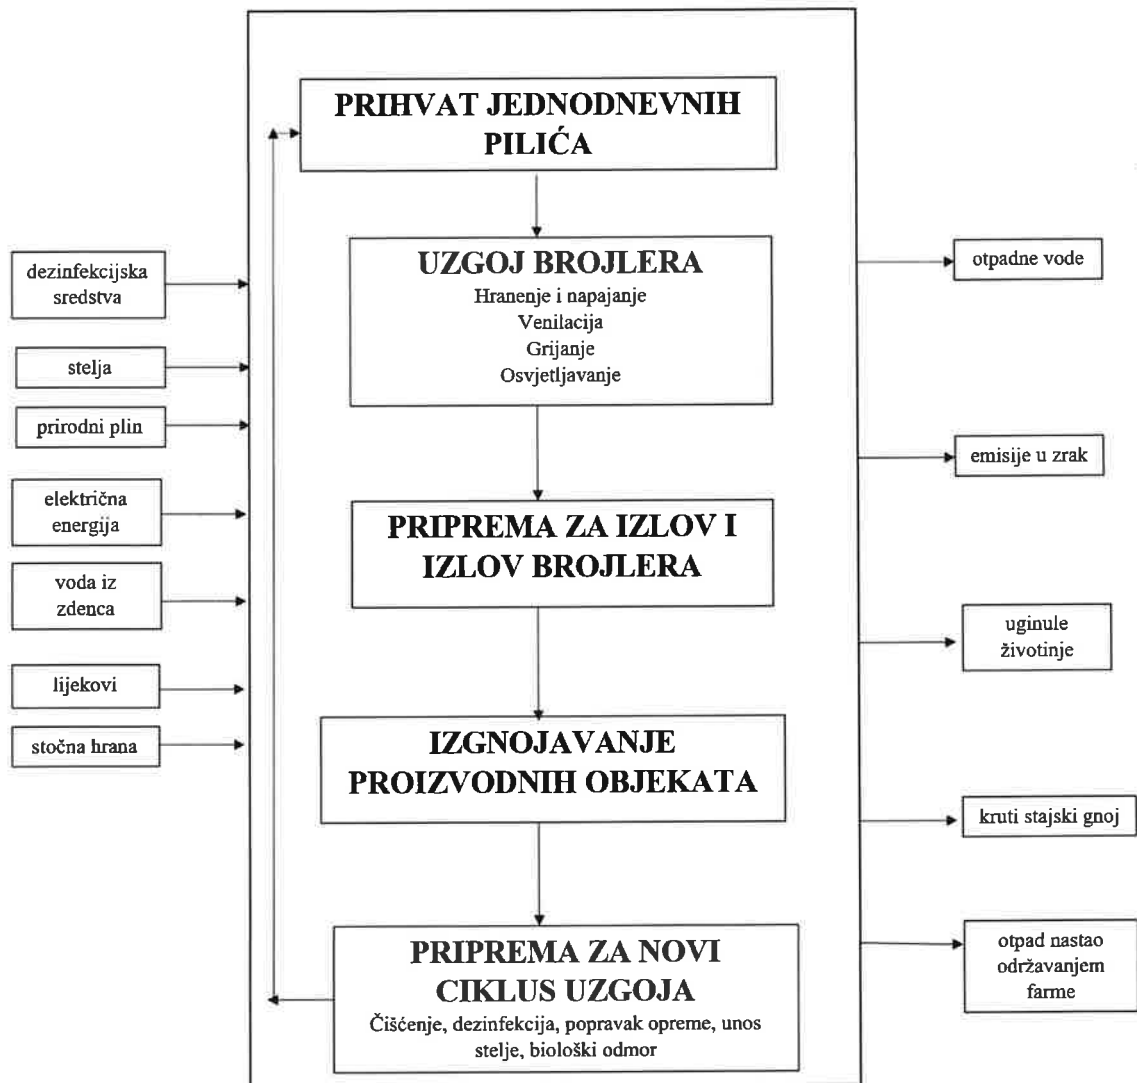 PRIHVAT JEDNODNEVNIH
PILIĆA
UZGOJ BROJLERA
Hranenje i napajanje
Venilacija
Grijanje
Osvjetljavanje
PRIPREMA ZA IZLOV I
IZLOV BROJLERA
IZGNOJAVANJE
PROIZVODNIH OBJEKATA
PRIPREMA ZA NOVI
CIKLUS UZGOJA
Čišćenje, dezinfekcija, popravak opreme, unos
stelje, biološki odmor
dezinfekcijska
sredstva
stelja
prirodni plin
električna
energija
voda iz
zdenca
lijekovi
stočna hrana
otpadne vode
emisije u zrak
uginule
životinje
kruti stajski gnoj
otpad nastao
održavanjem
farme